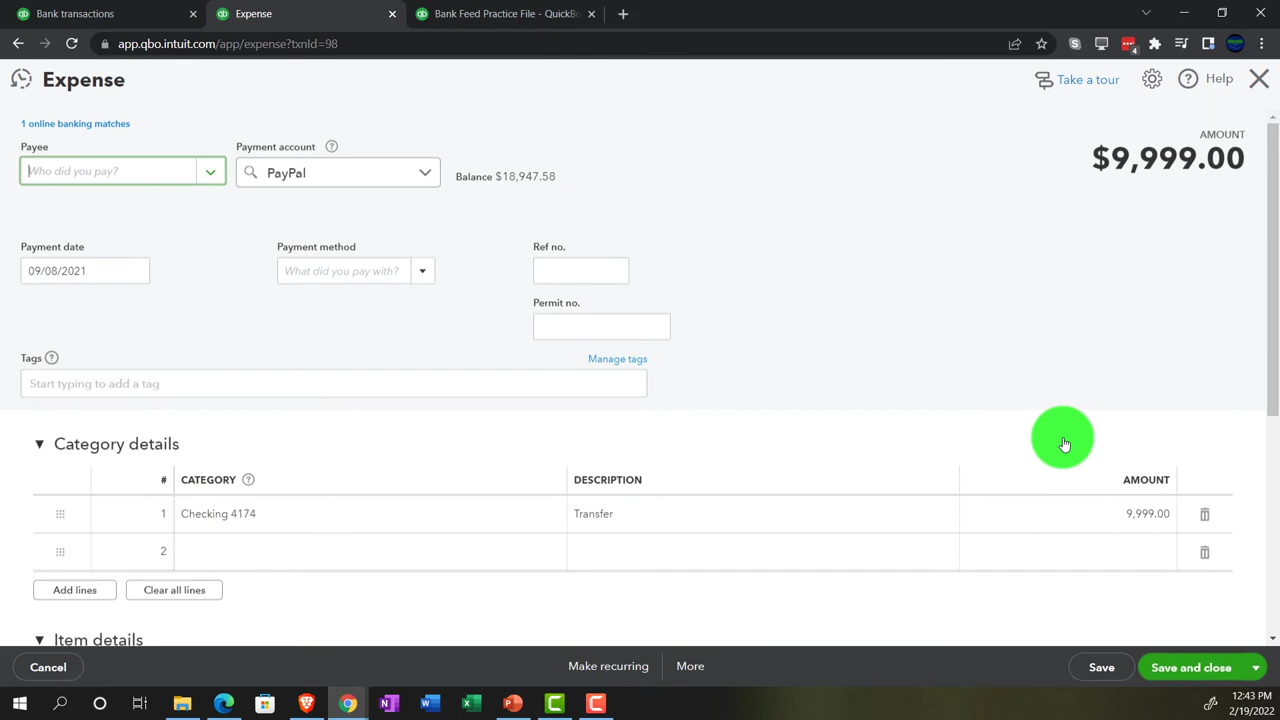 Bank transactions
Expense
Bank Feed Practice File - QuickBo
app.qbo.intuit.com/app/expense?txnId=98
4
Expense
Take a tour
Help
1 online banking matches
Payee
Payment account
AMOUNT
$9,999.00
Who did you pay?
PayPal
Balance $18,947.58
Payment date
Payment method
Ref no.
09/08/2021
What did you pay with?
Permit no.
Tags
Manage tags
Start typing to add a tag
Category details
# CATEGORY DESCRIPTION AMOUNT
1 Checking 4174 Transfer 9,999.00
2
Add lines
Clear all lines
Item details
Cancel
Make recurring
More
Save
Save and close
12:43 PM
2/19/2022